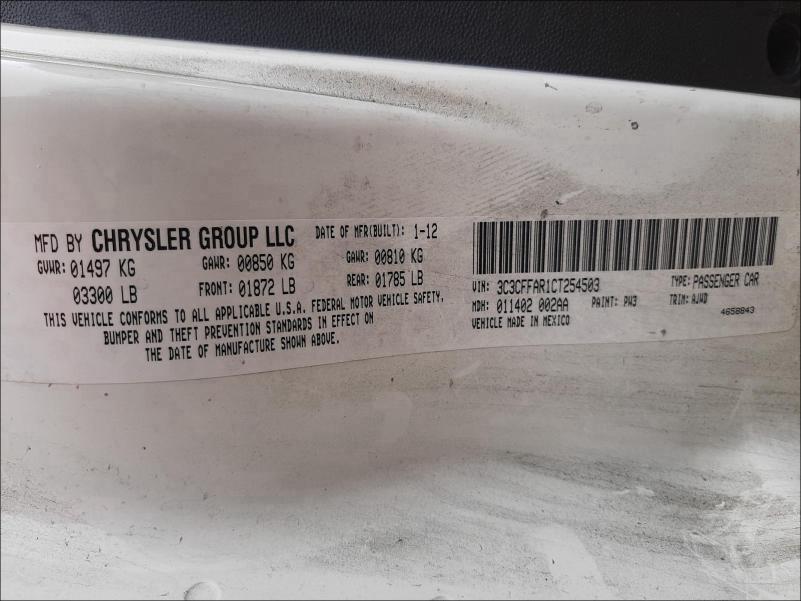 MFD BY CHRYSLER GROUP LLC DATE OF MFR(BUILT): 1-12
GVWR: 01497 KG GAWR: 00850 KG GAWR: 00810 KG
03300 LB FRONT: 01872 LB REAR: 01785 LB
THIS VEHICLE CONFORMS TO ALL APPLICABLE U.S.A. FEDERAL MOTOR VEHICLE SAFETY,
BUMPER AND THEFT PREVENTION STANDARDS IN EFFECT ON
THE DATE OF MANUFACTURE SHOWN ABOVE.
VIN: 3C3CFFAR1CT254503 TYPE: PASSENGER CAR
MDH: 011402 002AA PAINT: PW3 TRIM: AJWD
VEHICLE MADE IN MEXICO 4658843